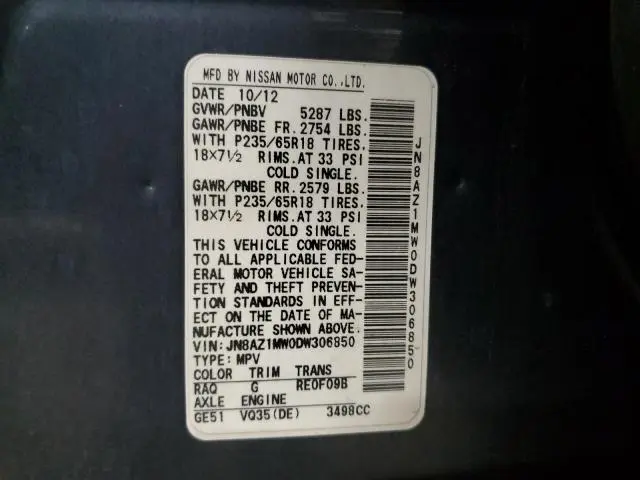 MFD BY NISSAN MOTOR CO.,LTD.
DATE 10/12
GVWR/PNBV 5287 LBS.
GAWR/PNBE FR. 2754 LBS.
WITH P235/65R18 TIRES.
18X7½ RIMS. AT 33 PSI
COLD SINGLE.
GAWR/PNBE RR. 2579 LBS.
WITH P235/65R18 TIRES.
18X7½ RIMS. AT 33 PSI
COLD SINGLE.
THIS VEHICLE CONFORMS
TO ALL APPLICABLE FED-
ERAL MOTOR VEHICLE SA-
FETY AND THEFT PREVEN-
TION STANDARDS IN EFF-
ECT ON THE DATE OF MA-
NUFACTURE SHOWN ABOVE.
VIN:JN8AZ1MW0DW306850
TYPE:MPV
COLOR TRIM TRANS
RAQ G RE0F09B
AXLE ENGINE
GE51 VQ35(DE) 3498CC
JN8AZ1MW0DW306850